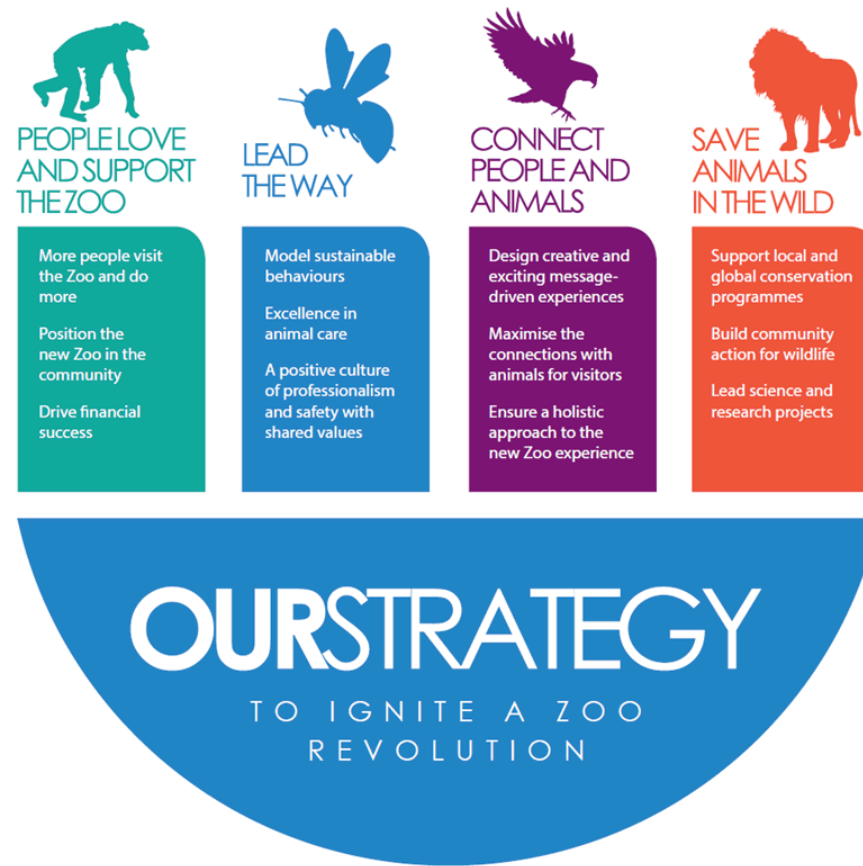 PEOPLE LOVE
AND SUPPORT
THE ZOO
More people visit
the Zoo and do
more
Position the
new Zoo in the
community
Drive financial
success
LEAD
THE WAY
Model sustainable
behaviours
Excellence in
animal care
A positive culture
of professionalism
and safety with
shared values
CONNECT
PEOPLE AND
ANIMALS
Design creative and
exciting message-
driven experiences
Maximise the
connections with
animals for visitors
Ensure a holistic
approach to the
new Zoo experience
SAVE
ANIMALS
IN THE WILD
Support local and
global conservation
programmes
Build community
action for wildlife
Lead science and
research projects
OURSTRATEGY
TO IGNITE A ZOO
REVOLUTION